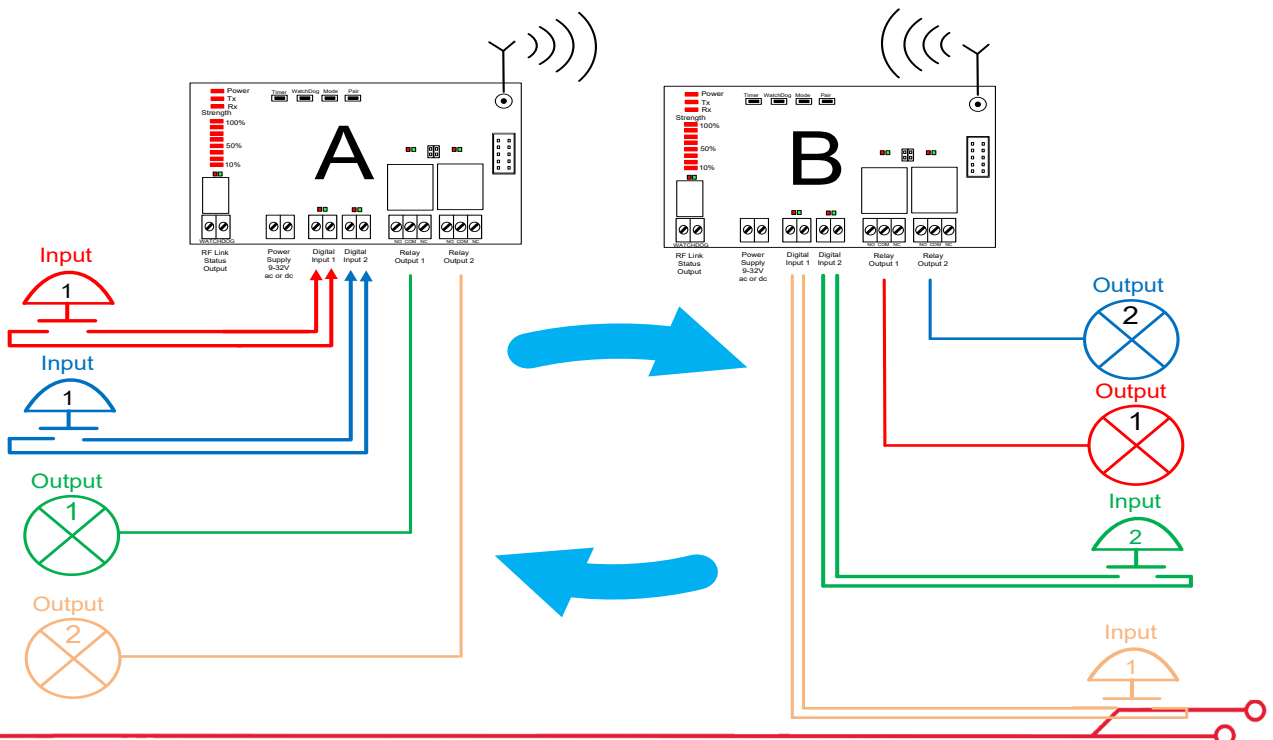 Power
Tx
Rx
Strength
100%
50%
10%
Timer WatchDog Mode Pair
A
WATCHDOG
NO COM NC
NO COM NC
RF Link
Status
Output
Power
Supply
9-32V
ac or dc
Digital
Input 1
Digital
Input 2
Relay
Output 1
Relay
Output 2
Power
Tx
Rx
Strength
100%
50%
10%
Timer WatchDog Mode Pair
B
WATCHDOG
NO COM NC
NO COM NC
RF Link
Status
Output
Power
Supply
9-32V
ac or dc
Digital
Input 1
Digital
Input 2
Relay
Output 1
Relay
Output 2
Input
1
Input
1
Output
1
Output
2
Output
2
Output
1
Input
2
Input
1